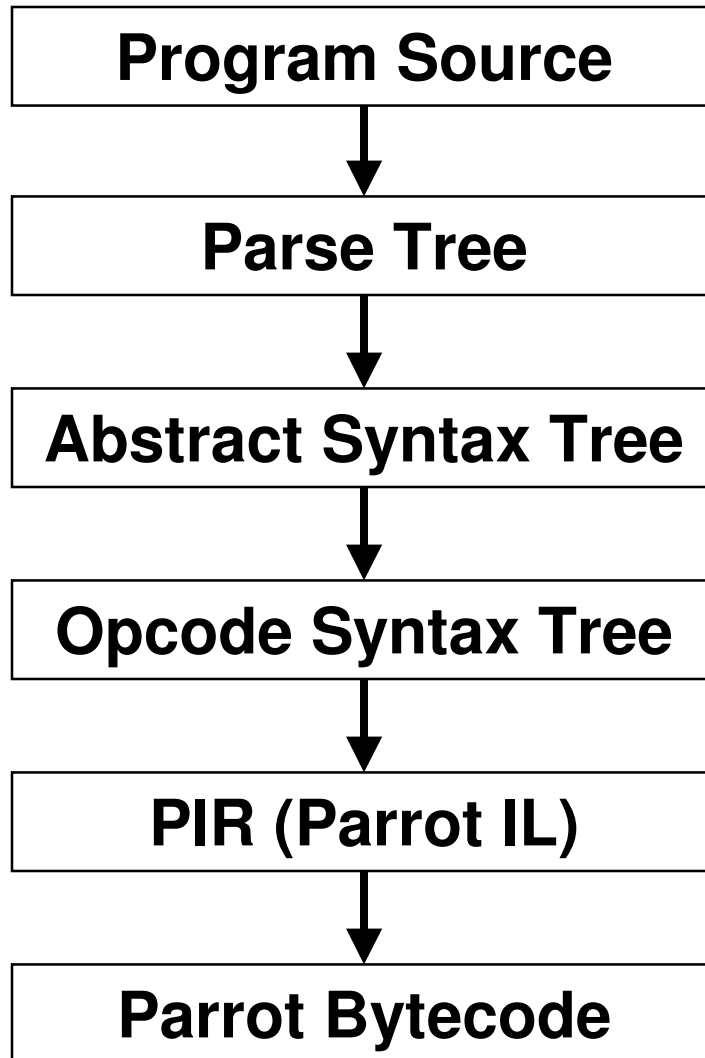 Program Source
Parse Tree
Abstract Syntax Tree
Opcode Syntax Tree
PIR (Parrot IL)
Parrot Bytecode